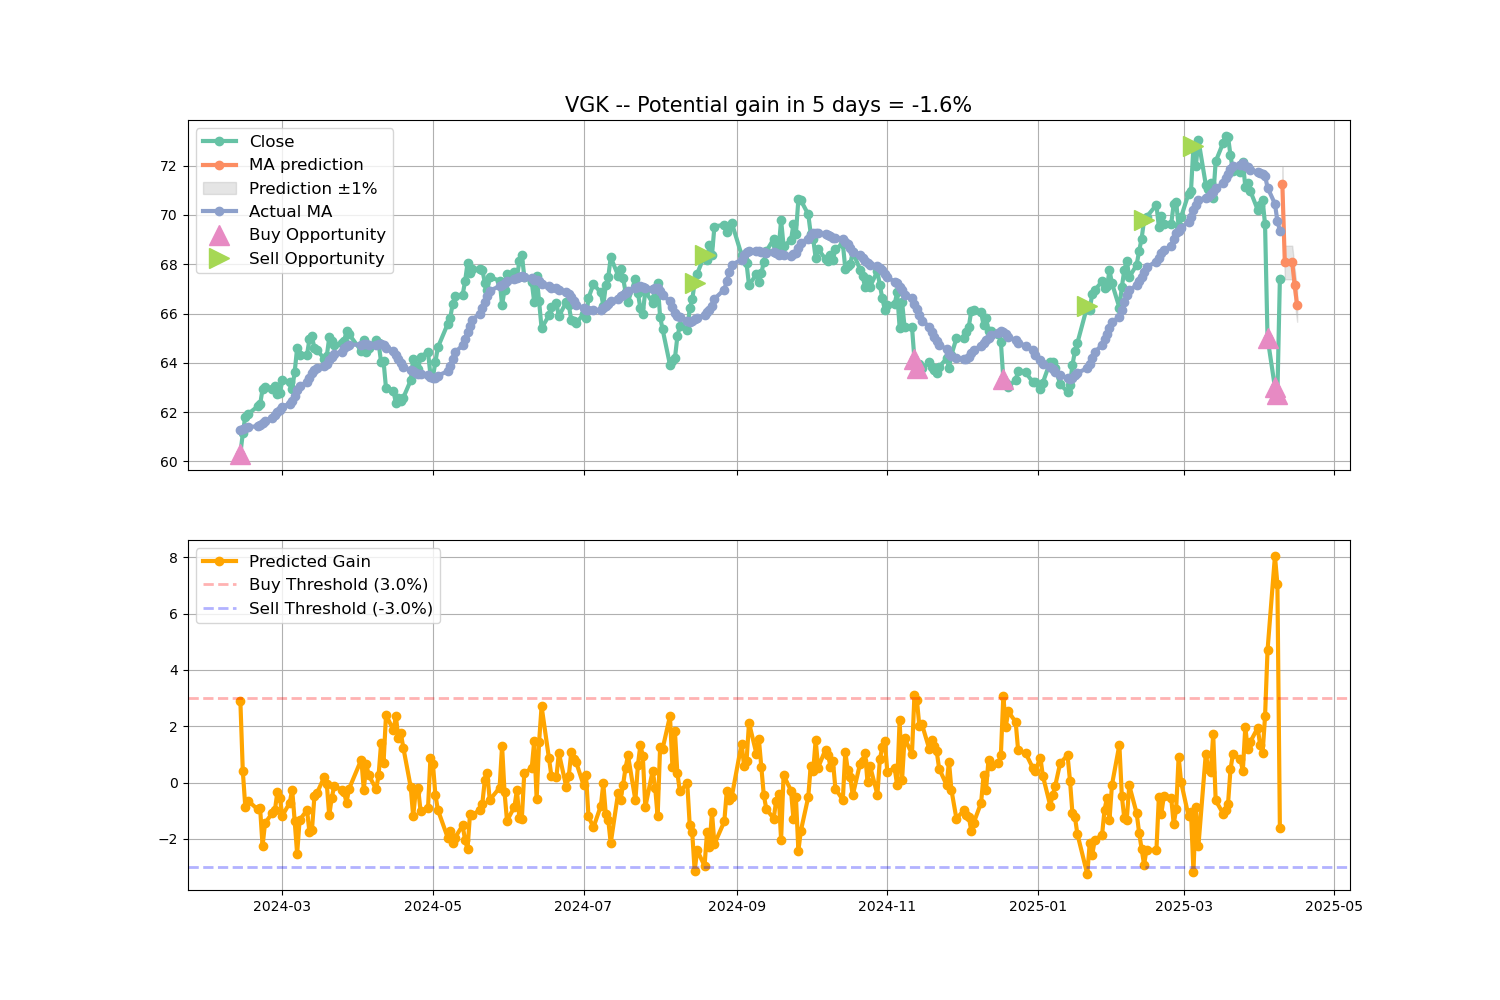 VGK -- Potential gain in 5 days = -1.6%
Close
MA prediction
Prediction ±1%
Actual MA
Buy Opportunity
Sell Opportunity
72
70
68
66
64
62
60
Predicted Gain
Buy Threshold (3.0%)
Sell Threshold (-3.0%)
8
6
4
2
0
−2
2024-03 2024-05 2024-07 2024-09 2024-11 2025-01 2025-03 2025-05